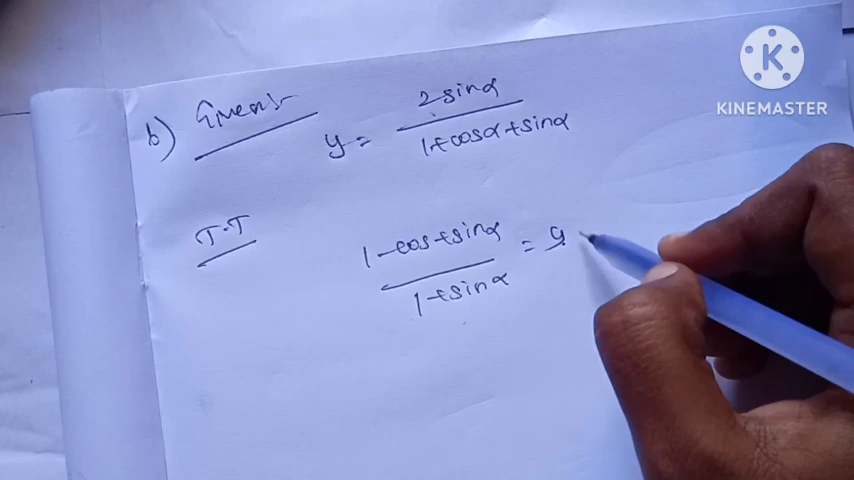 b) Given:-
y = 2sinα / 1+cosα+sinα
T.T
1-cos+sinα / 1+sinα = y
K
KINEMASTER